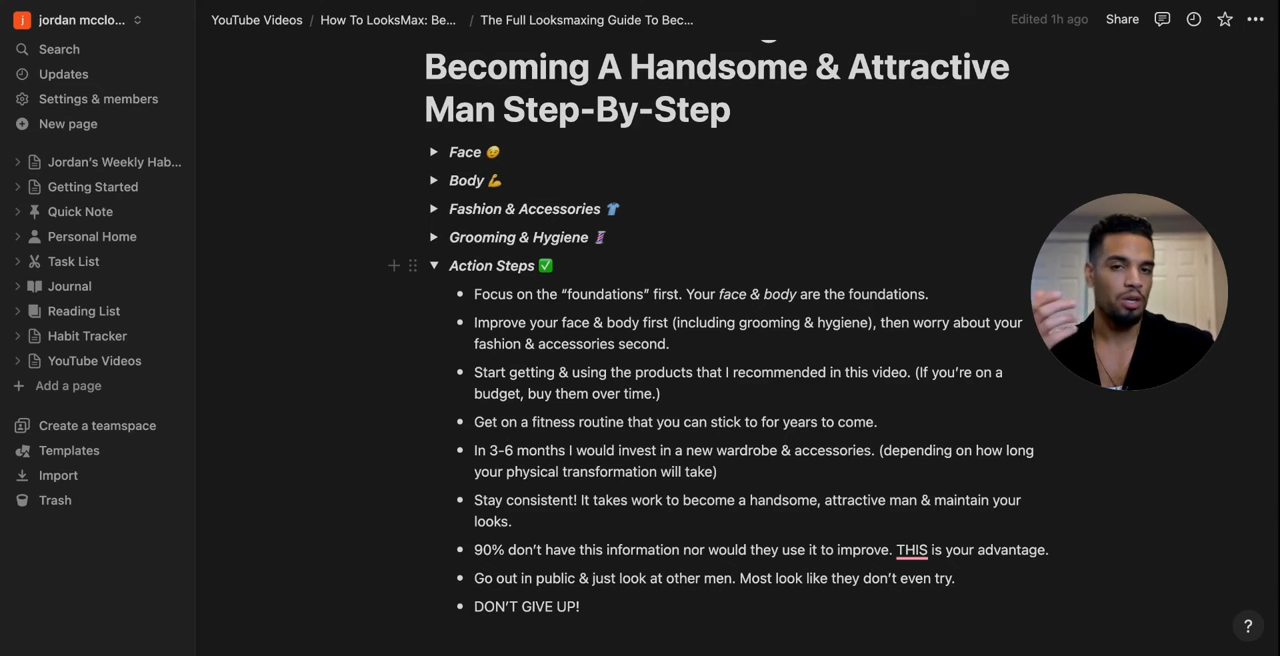 j jordan mcclo...
Search
Updates
Settings & members
New page
Jordan's Weekly Hab...
Getting Started
Quick Note
Personal Home
Task List
Journal
Reading List
Habit Tracker
YouTube Videos
Add a page
Create a teamspace
Templates
Import
Trash
YouTube Videos / How To LooksMax: Be... / The Full Looksmaxing Guide To Bec...
Edited 1h ago Share
Becoming A Handsome & Attractive
Man Step-By-Step
Face 🤕
Body 💪
Fashion & Accessories 👕
Grooming & Hygiene 💈
Action Steps ✅
Focus on the “foundations” first. Your face & body are the foundations.
Improve your face & body first (including grooming & hygiene), then worry about your
fashion & accessories second.
Start getting & using the products that I recommended in this video. (If you’re on a
budget, buy them over time.)
Get on a fitness routine that you can stick to for years to come.
In 3-6 months I would invest in a new wardrobe & accessories. (depending on how long
your physical transformation will take)
Stay consistent! It takes work to become a handsome, attractive man & maintain your
looks.
90% don’t have this information nor would they use it to improve. THIS is your advantage.
Go out in public & just look at other men. Most look like they don’t even try.
DON’T GIVE UP!
?